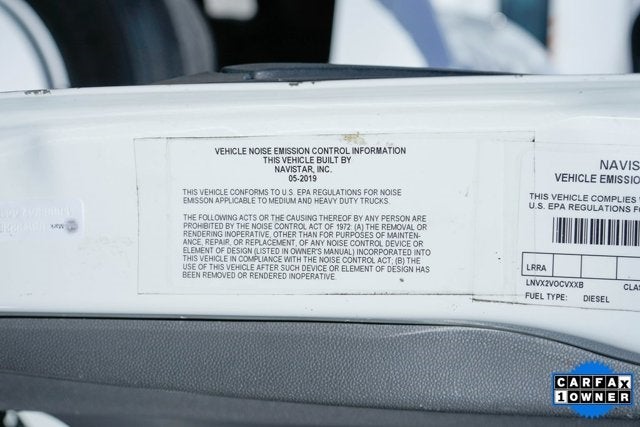 VEHICLE NOISE EMISSION CONTROL INFORMATION
THIS VEHICLE BUILT BY
NAVISTAR, INC.
05-2019
THIS VEHICLE CONFORMS TO U.S. EPA REGULATIONS FOR NOISE
EMISSION APPLICABLE TO MEDIUM AND HEAVY DUTY TRUCKS.
THE FOLLOWING ACTS OR THE CAUSING THEREOF BY ANY PERSON ARE
PROHIBITED BY THE NOISE CONTROL ACT OF 1972: (A) THE REMOVAL OR
RENDERING INOPERATIVE, OTHER THAN FOR PURPOSES OF MAINTEN-
ANCE, REPAIR, OR REPLACEMENT, OF ANY NOISE CONTROL DEVICE OR
ELEMENT OF DESIGN (LISTED IN OWNER'S MANUAL) INCORPORATED INTO
THIS VEHICLE IN COMPLIANCE WITH THE NOISE CONTROL ACT; (B) THE
USE OF THIS VEHICLE AFTER SUCH DEVICE OR ELEMENT OF DESIGN HAS
BEEN REMOVED OR RENDERED INOPERATIVE.
NAVIS
VEHICLE EMISSIO
THIS VEHICLE COMPLIES
U.S. EPA REGULATIONS FO
LRRA
LNVX2VOCVXXB CLAS
FUEL TYPE: DIESEL
CARFAX
1 OWNER